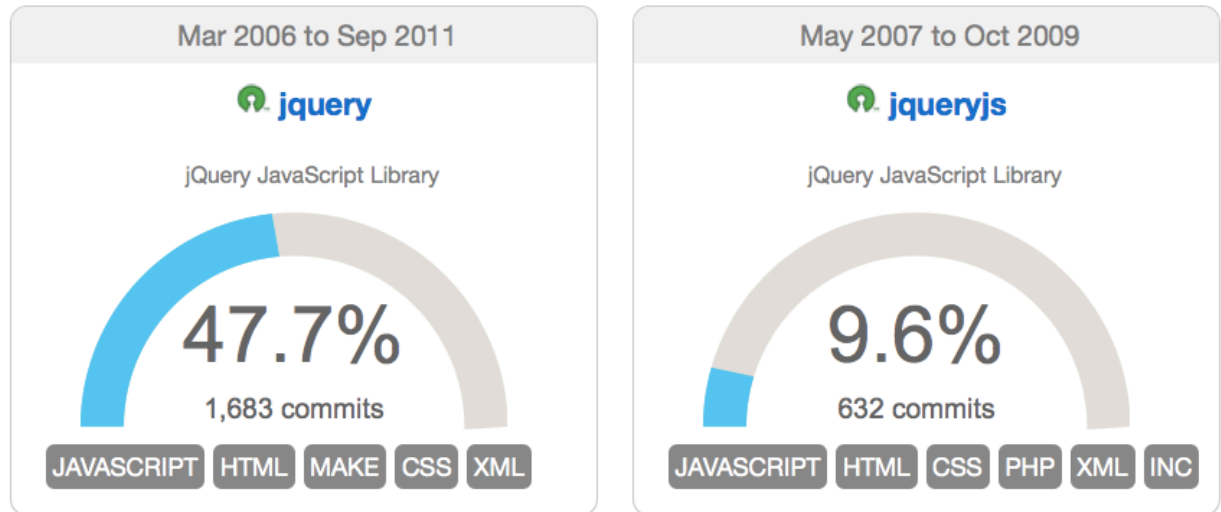 Mar 2006 to Sep 2011
jquery
jQuery JavaScript Library
47.7%
1,683 commits
JAVASCRIPT HTML MAKE CSS XML
May 2007 to Oct 2009
jqueryjs
jQuery JavaScript Library
9.6%
632 commits
JAVASCRIPT HTML CSS PHP XML INC